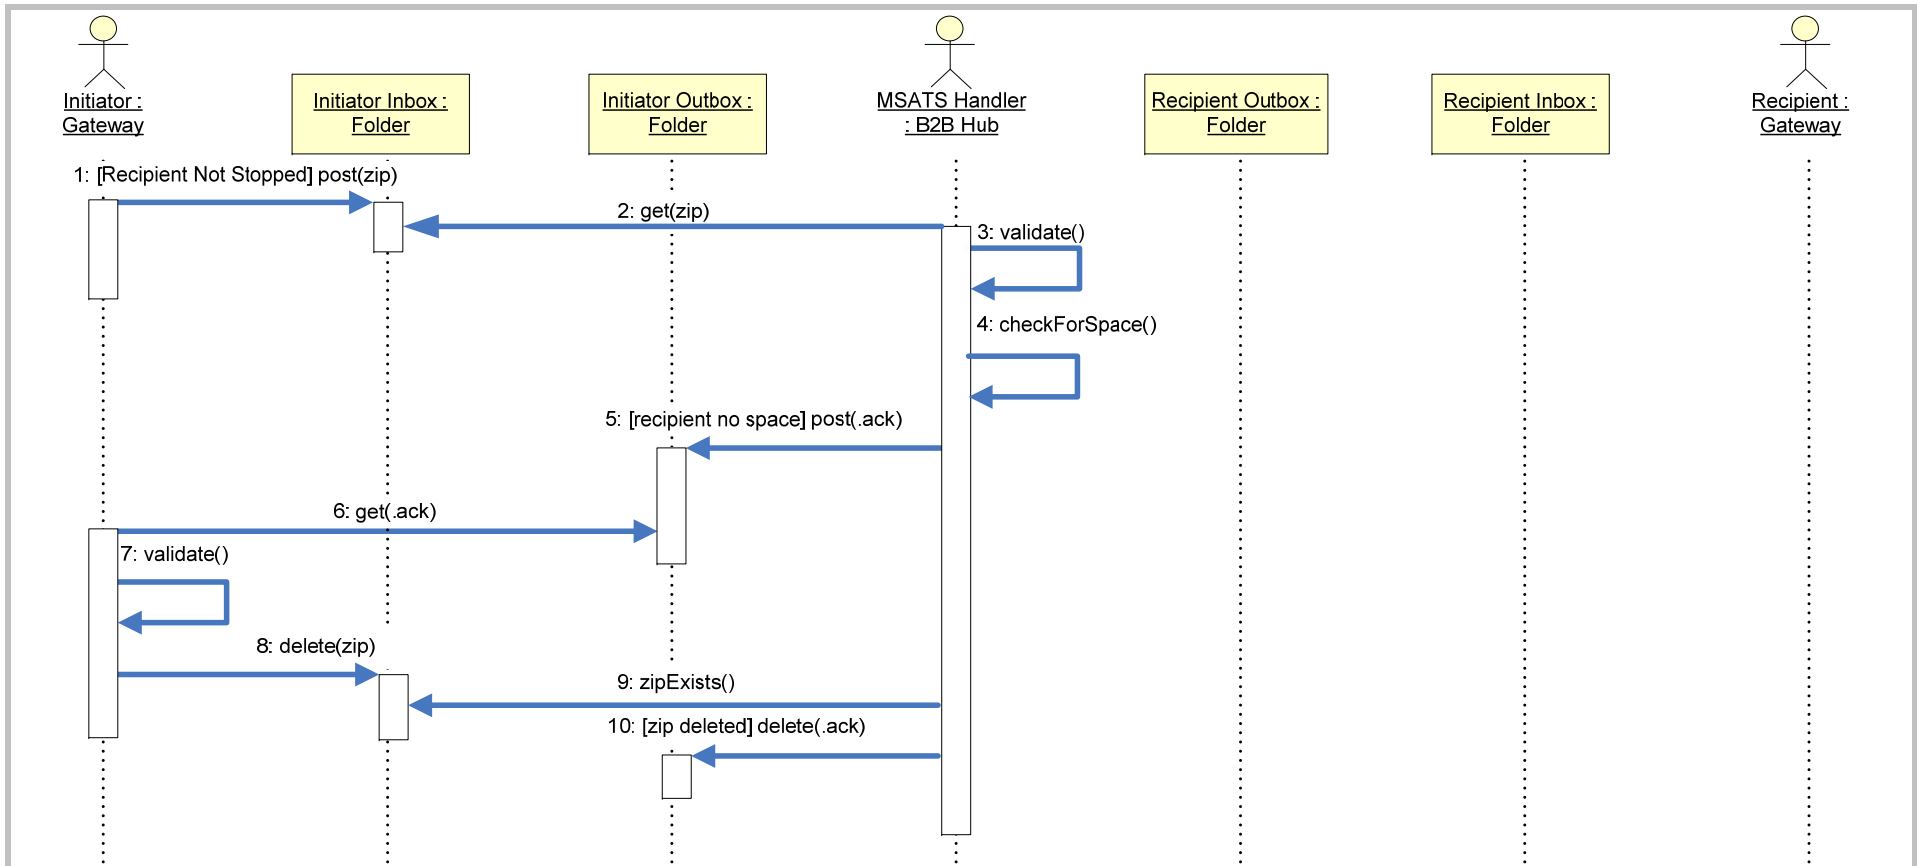 Initiator :
Gateway
Initiator Inbox :
Folder
Initiator Outbox :
Folder
MSATS Handler
: B2B Hub
Recipient Outbox :
Folder
Recipient Inbox :
Folder
Recipient :
Gateway
1: [Recipient Not Stopped] post(zip)
2: get(zip)
3: validate()
4: checkForSpace()
5: [recipient no space] post(.ack)
6: get(.ack)
7: validate()
8: delete(zip)
9: zipExists()
10: [zip deleted] delete(.ack)